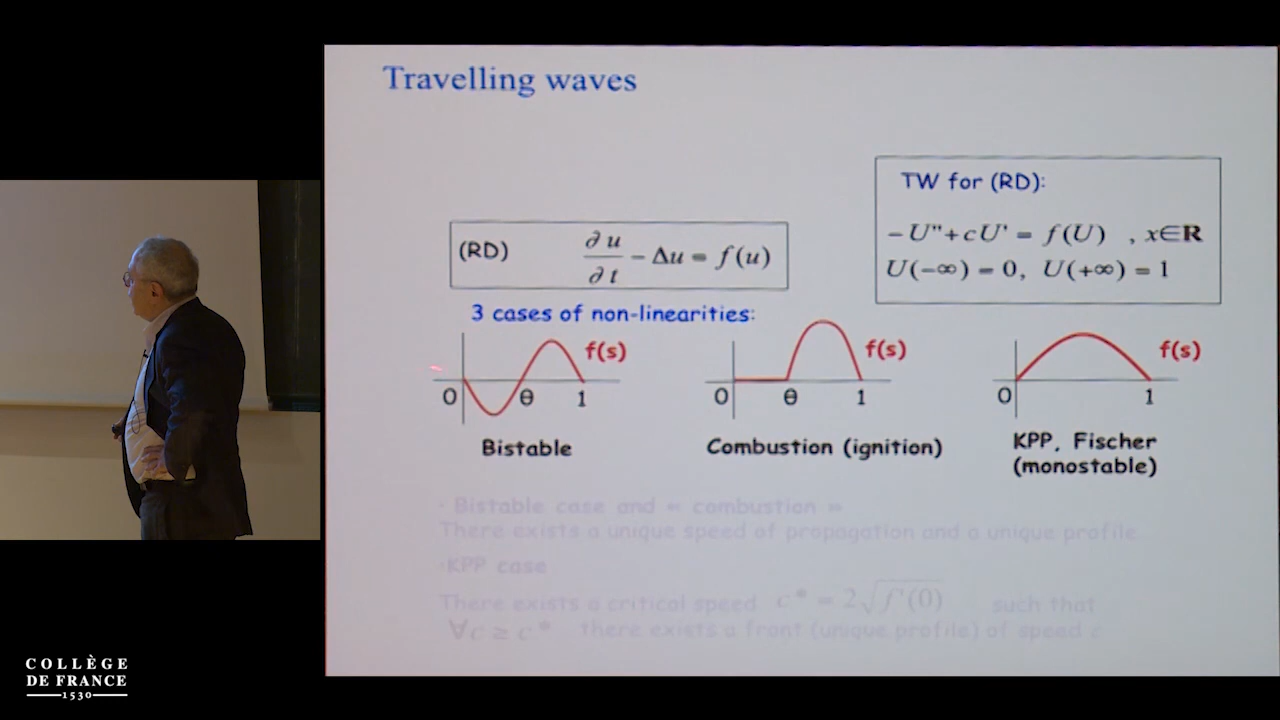 Travelling waves
TW for (RD):
-U''+cU' = f(U) , x∈R
U(-∞) = 0, U(+∞) = 1
(RD) ∂u/∂t - Δu = f(u)
3 cases of non-linearities:
f(s)
0 θ 1
Bistable
f(s)
0 θ 1
Combustion (ignition)
f(s)
0 1
KPP, Fischer
(monostable)
· Bistable case and « combustion »
There exists a unique speed of propagation and a unique profile.
·KPP case
There exists a critical speed c* = 2√f'(0) such that
∀c ≥ c* there exists a front (unique profile) of speed c
COLLÈGE
DE FRANCE
1530